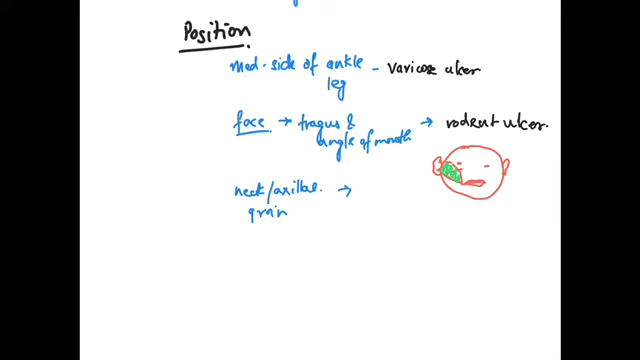 Position
med. side of ankle - varicose ulcer
leg
face → tragus & → rodent ulcer.
angle of mouth
neck/axillae. →
groin